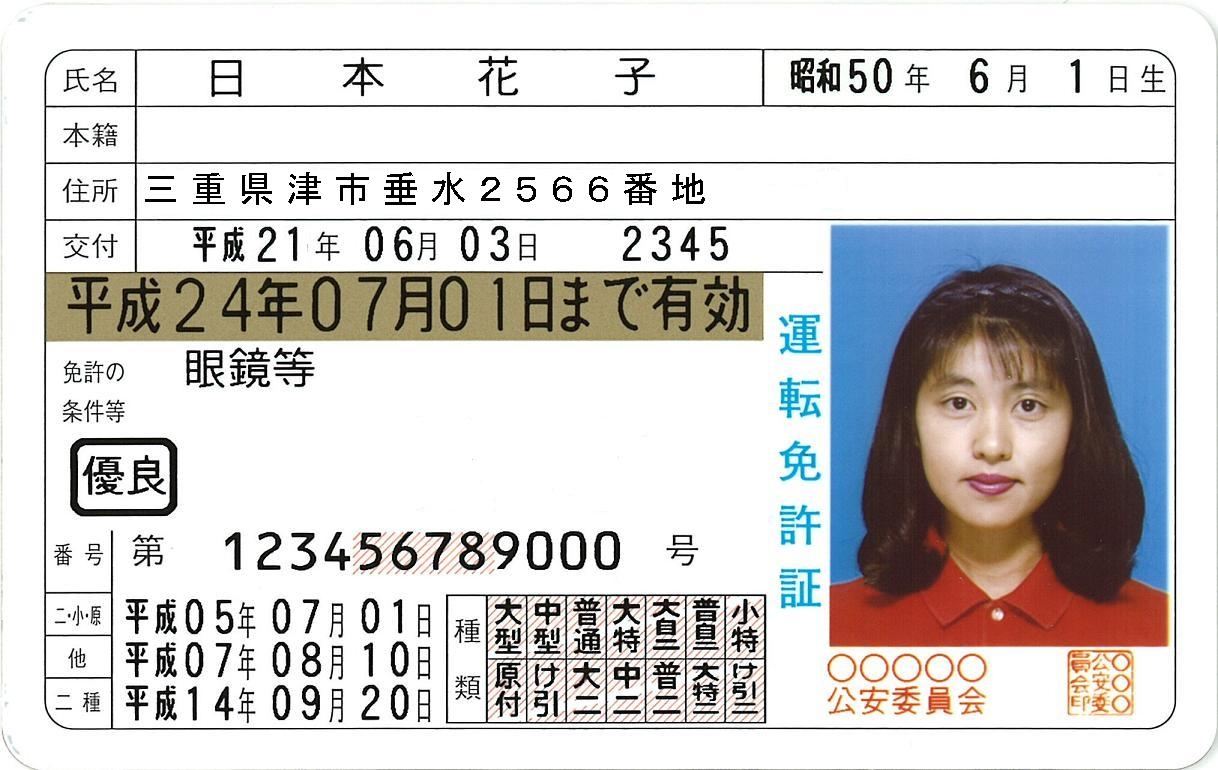 氏名 日本花子 昭和50年 6月 1日生
本籍
住所 三重県津市垂水2566番地
交付 平成21年 06月 03日 2345
平成24年07月01日まで有効
免許の 眼鏡等
条件等
優良
番号 第 123456789000 号
二・小・原 平成05年 07月 01日
他 平成07年 08月 10日
二種 平成14年 09月 20日
種類
大型 中型 普通 大特 大自二 普自二 小特
原付 け引 大二 中二 普二 大特二 け引二
運転免許証
○○○○○
公安委員会
○○○公安委員会印